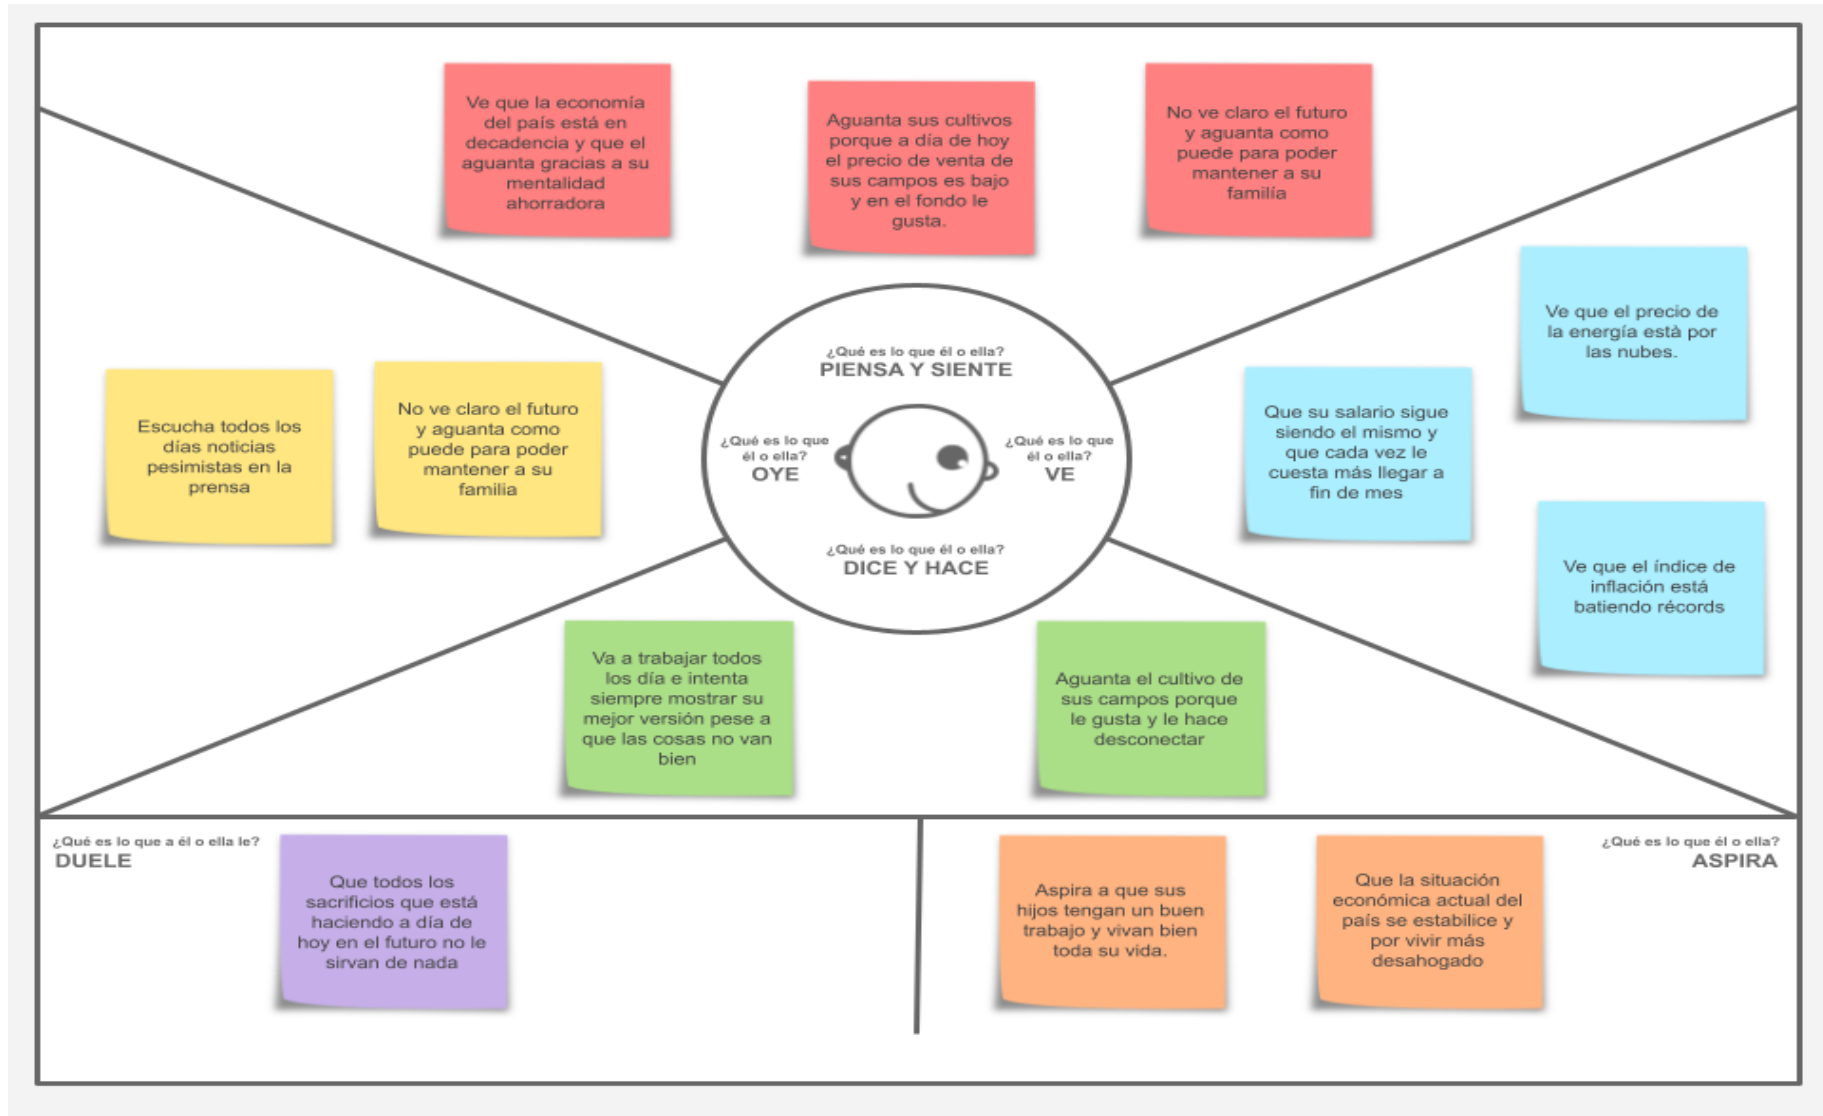 Ve que la economía
del país está en
decadencia y que el
aguanta gracias a su
mentalidad
ahorradora
Aguanta sus cultivos
porque a día de hoy
el precio de venta de
sus campos es bajo
y en el fondo le
gusta.
No ve claro el futuro
y aguanta como
puede para poder
mantener a su
familía
Escucha todos los
días noticias
pesimistas en la
prensa
No ve claro el futuro
y aguanta como
puede para poder
mantener a su
familia
¿Qué es lo que él o ella?
PIENSA Y SIENTE
¿Qué es lo que
él o ella?
OYE
¿Qué es lo que
él o ella?
VE
¿Qué es lo que él o ella?
DICE Y HACE
Ve que el precio de
la energía està por
las nubes.
Que su salario sigue
siendo el mismo y
que cada vez le
cuesta más llegar a
fin de mes
Ve que el índice de
inflación está
batiendo récords
Va a trabajar todos
los día e intenta
siempre mostrar su
mejor versión pese a
que las cosas no van
bien
Aguanta el cultivo de
sus campos porque
le gusta y le hace
desconectar
¿Qué es lo que a él o ella le?
DUELE
Que todos los
sacrificios que está
haciendo a día de
hoy en el futuro no le
sirvan de nada
Aspira a que sus
hijos tengan un buen
trabajo y vivan bien
toda su vida.
Que la situación
económica actual del
país se estabilice y
por vivir más
desahogado
¿Qué es lo que él o ella?
ASPIRA